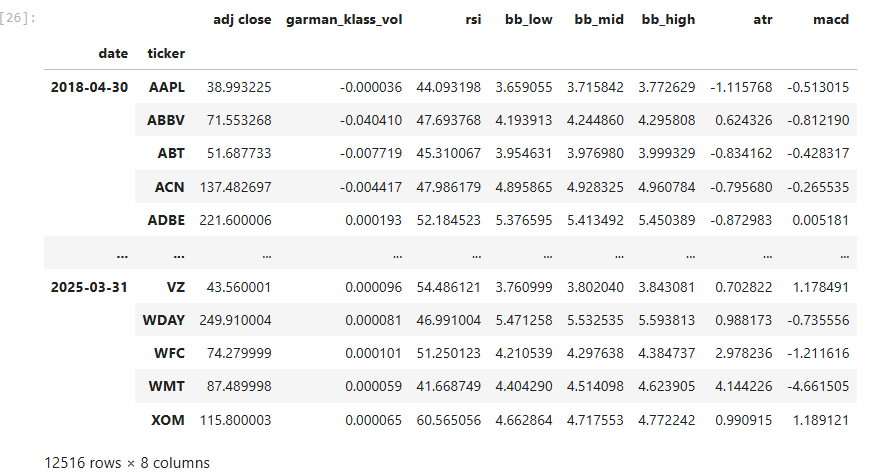 [26]:
adj close garman_klass_vol rsi bb_low bb_mid bb_high atr macd
date ticker
2018-04-30 AAPL 38.993225 -0.000036 44.093198 3.659055 3.715842 3.772629 -1.115768 -0.513015
ABBV 71.553268 -0.040410 47.693768 4.193913 4.244860 4.295808 0.624326 -0.812190
ABT 51.687733 -0.007719 45.310067 3.954631 3.976980 3.999329 -0.834162 -0.428317
ACN 137.482697 -0.004417 47.986179 4.895865 4.928325 4.960784 -0.795680 -0.265535
ADBE 221.600006 0.000193 52.184523 5.376595 5.413492 5.450389 -0.872983 0.005181
... ... ... ... ... ... ... ... ... ...
2025-03-31 VZ 43.560001 0.000096 54.486121 3.760999 3.802040 3.843081 0.702822 1.178491
WDAY 249.910004 0.000081 46.991004 5.471258 5.532535 5.593813 0.988173 -0.735556
WFC 74.279999 0.000101 51.250123 4.210539 4.297638 4.384737 2.978236 -1.211616
WMT 87.489998 0.000059 41.668749 4.404290 4.514098 4.623905 4.144226 -4.661505
XOM 115.800003 0.000065 60.565056 4.662864 4.717553 4.772242 0.990915 1.189121
12516 rows × 8 columns